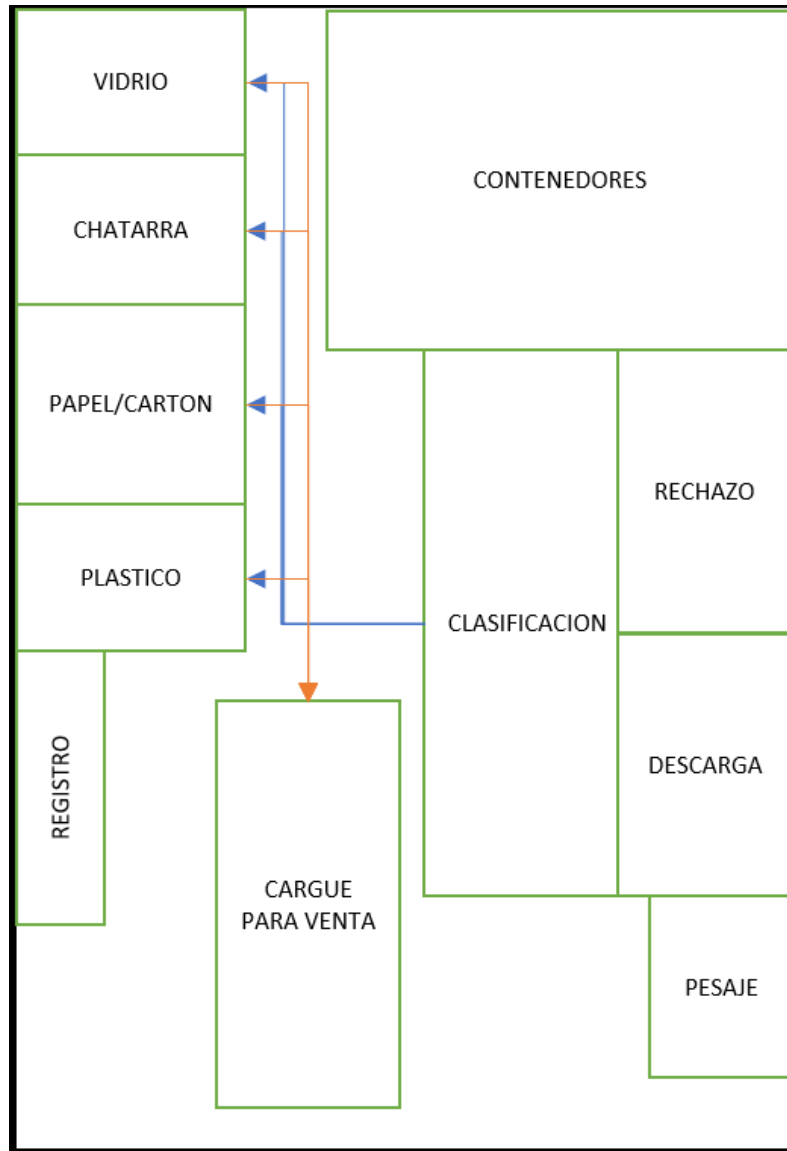 VIDRIO
CONTENEDORES
CHATARRA
PAPEL/CARTON
RECHAZO
PLASTICO
CLASIFICACION
REGISTRO
DESCARGA
CARGUE
PARA VENTA
PESAJE